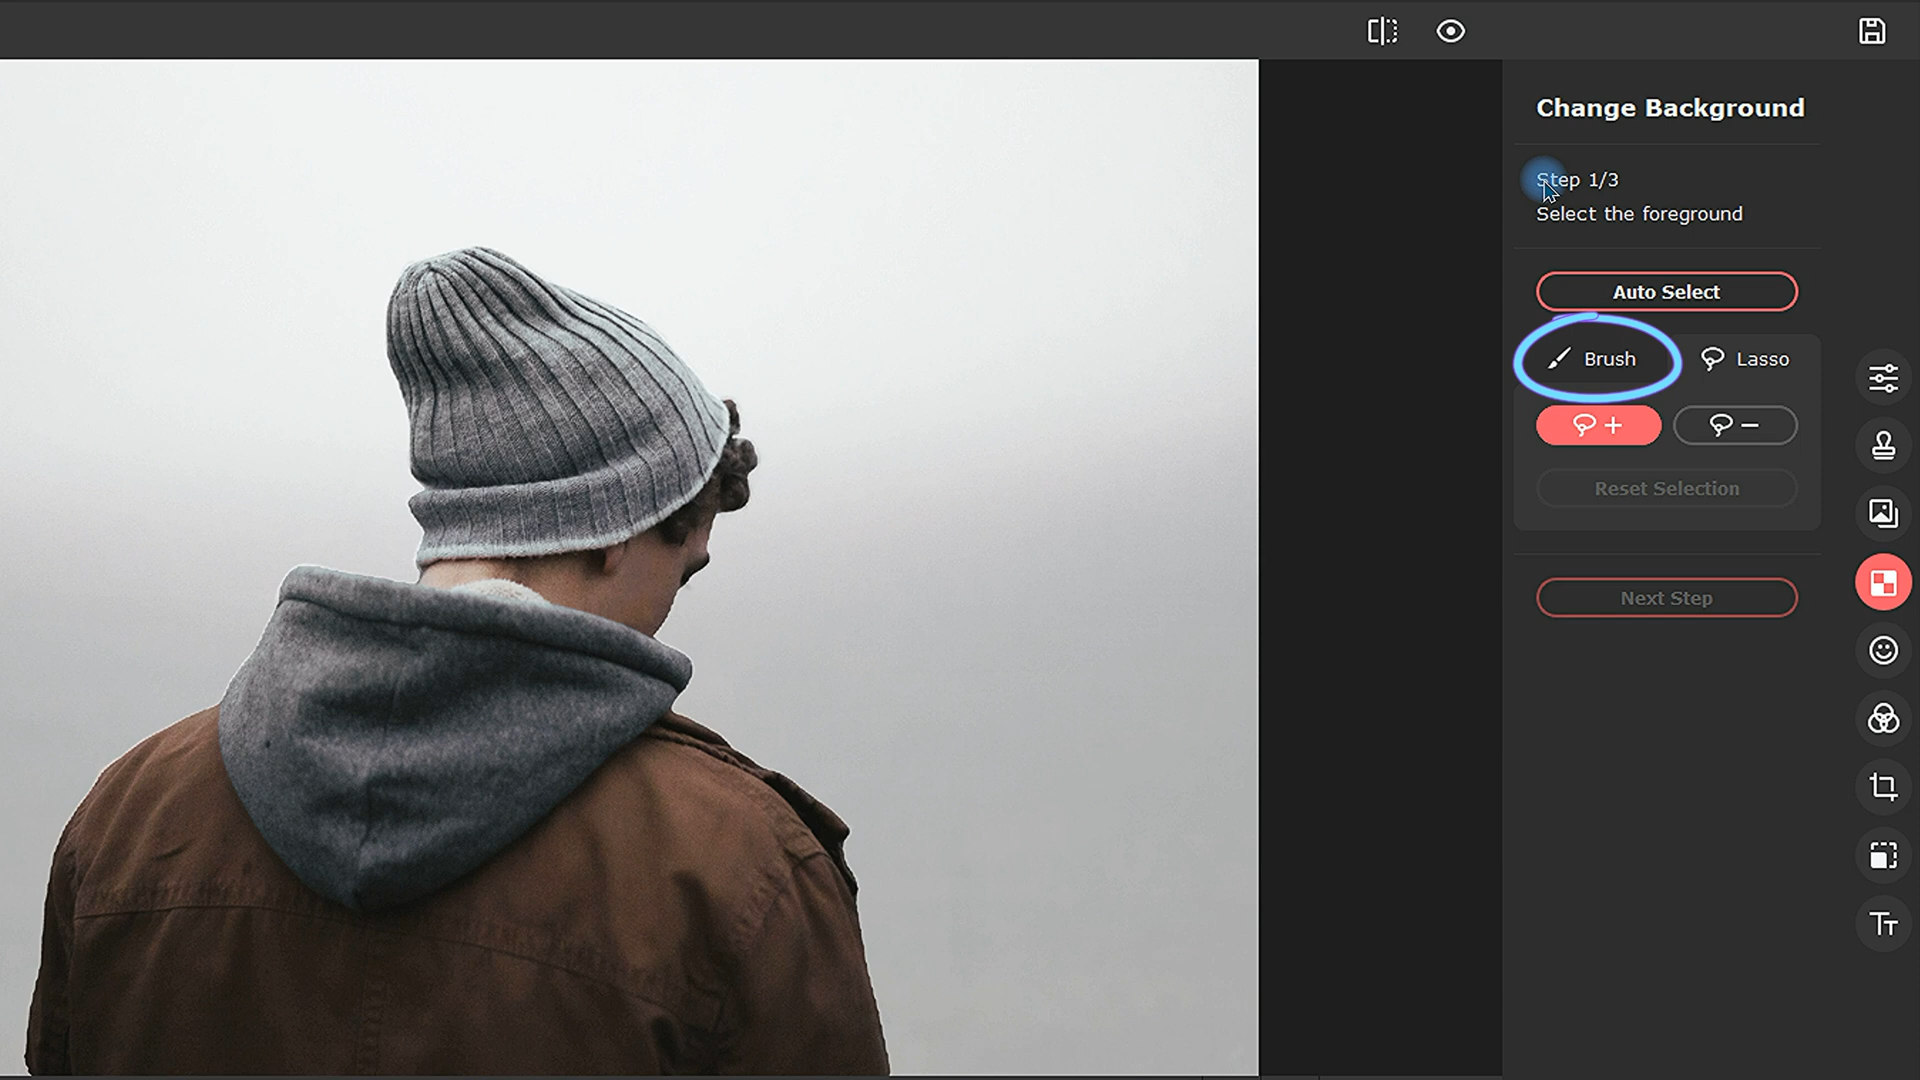 Change Background
Step 1/3
Select the foreground
Auto Select
Brush
Lasso
Reset Selection
Next Step